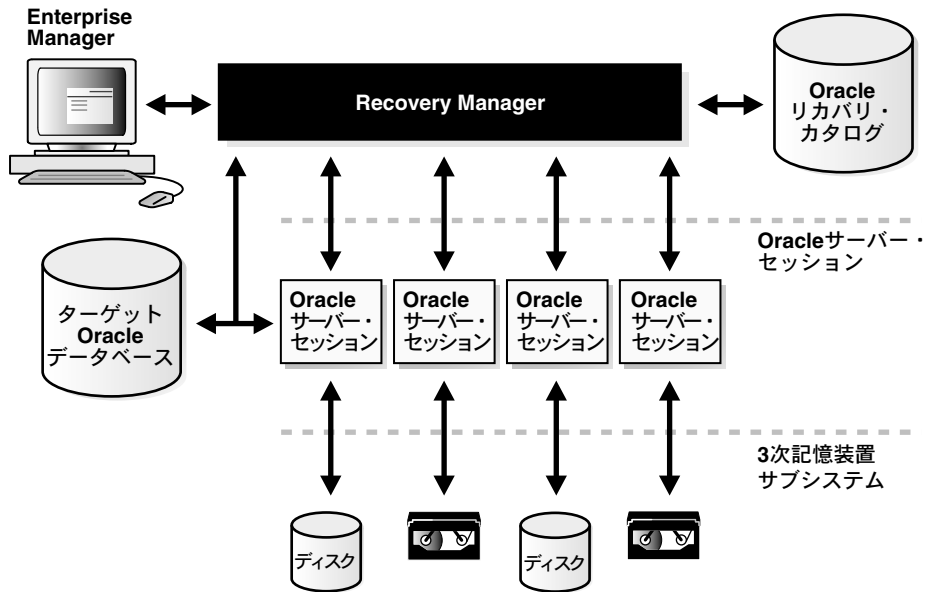 Enterprise
Manager
Recovery Manager
Oracle
リカバリ・
カタログ
Oracleサーバー・
セッション
ターゲット
Oracle
データベース
Oracle
サーバー・
セッション
Oracle
サーバー・
セッション
Oracle
サーバー・
セッション
Oracle
サーバー・
セッション
3次記憶装置
サブシステム
ディスク
ディスク